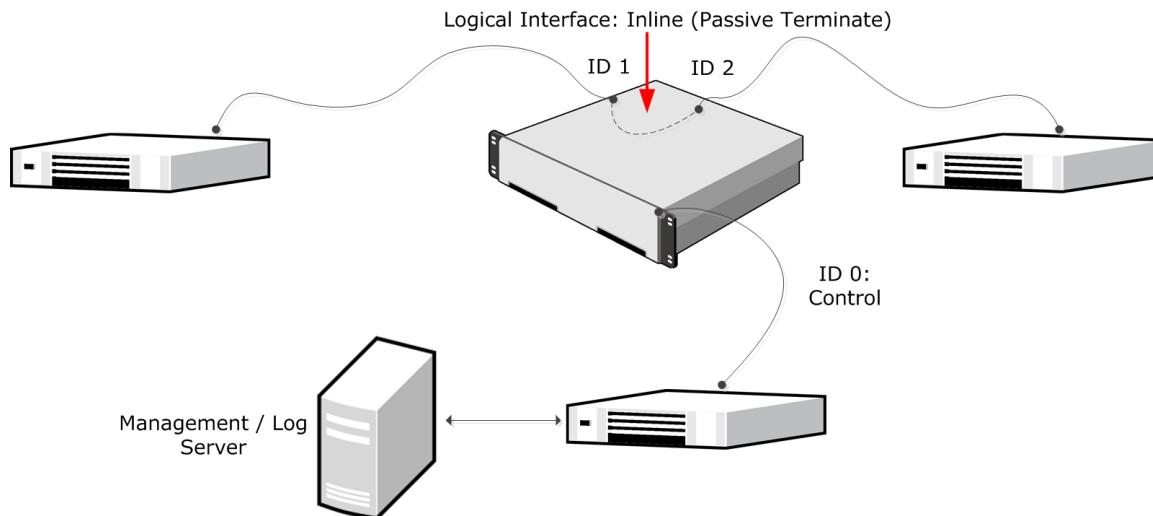 Logical Interface: Inline (Passive Terminate)
ID 1
ID 2
ID 0:
Control
Management / Log
Server